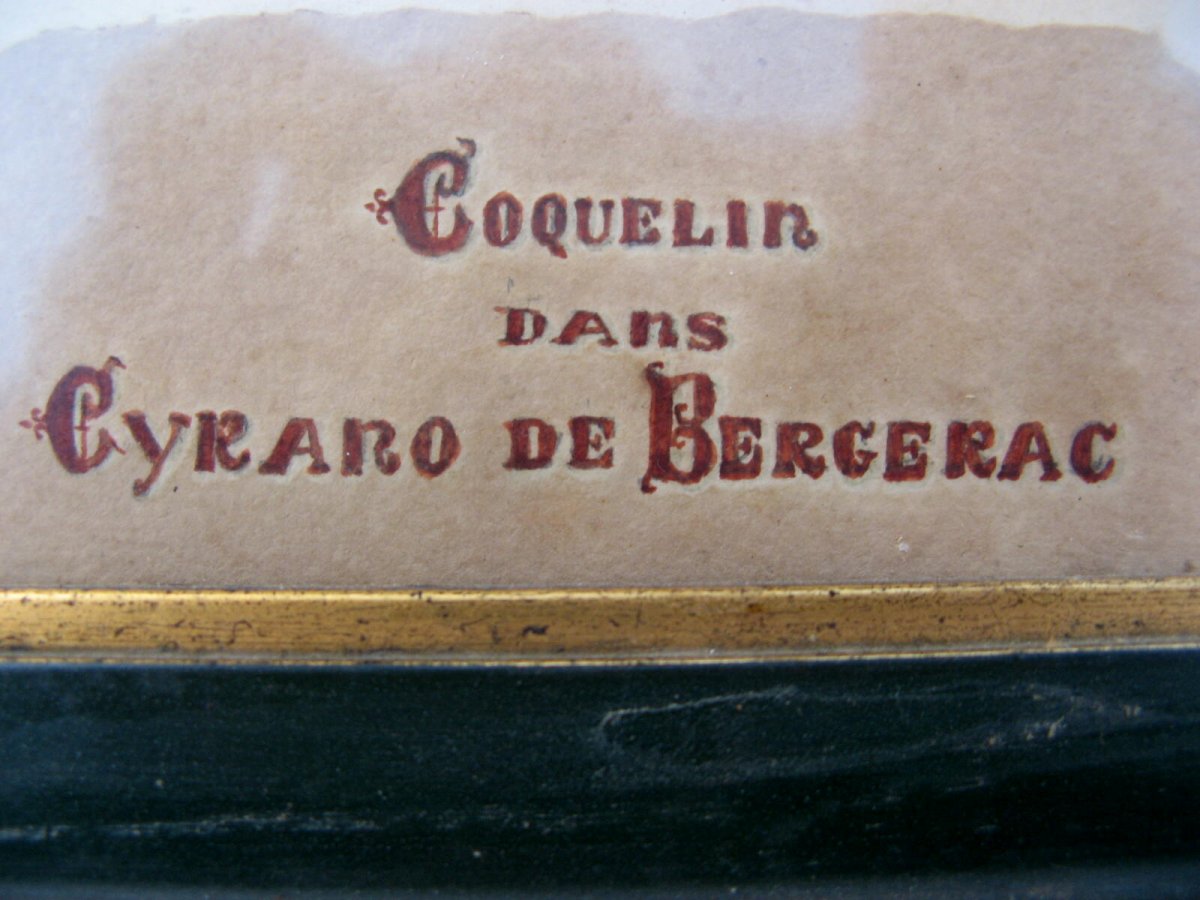 Coquelin
dans
Cyrano de Bergerac